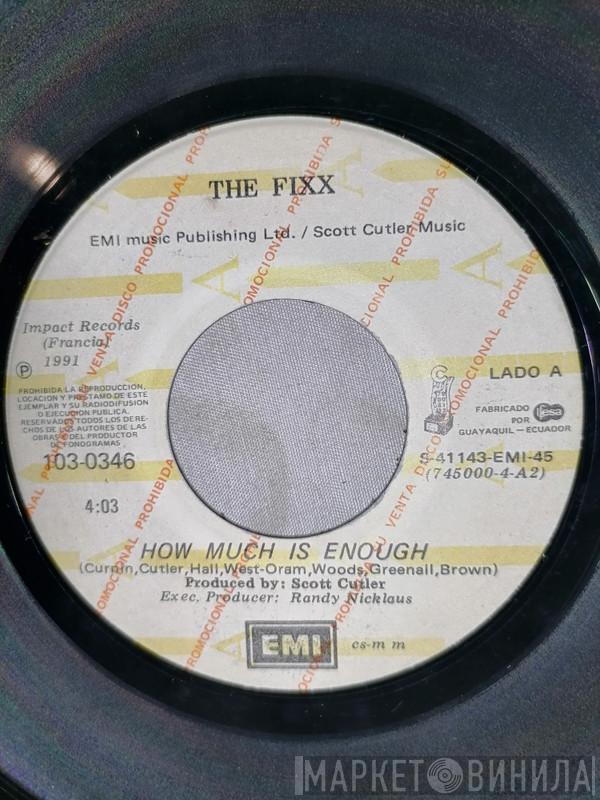 THE FIXX
EMI music Publishing Ltd. / Scott Cutler Music
Impact Records
(Francia)
℗ 1991
PROHIBIDA LA REPRODUCCION,
LOCACION Y PRESTAMO DE ESTE
EJEMPLAR Y SU RADIODIFUSION
O EJECUCION PUBLICA.
RESERVADOS TODOS LOS DERE-
CHOS DE LOS AUTORES DE LAS
OBRAS Y DEL PRODUCTOR
DE FONOGRAMAS
03-0346
4:03
LADO A
FABRICADO
POR
GUAYAQUIL-ECUADOR
ifesa
S-41143-EMI-45
(745000-4-A2)
HOW MUCH IS ENOUGH
(Curnin,Cutler,Hall,West-Oram,Woods,Greenall,Brown)
Produced by: Scott Cutler
Exec. Producer: Randy Nicklaus
EMI
cs-m m
DISCO PROMOCIONAL PROHIBIDA SU VENTA
МАРКЕТ ВИНИЛА